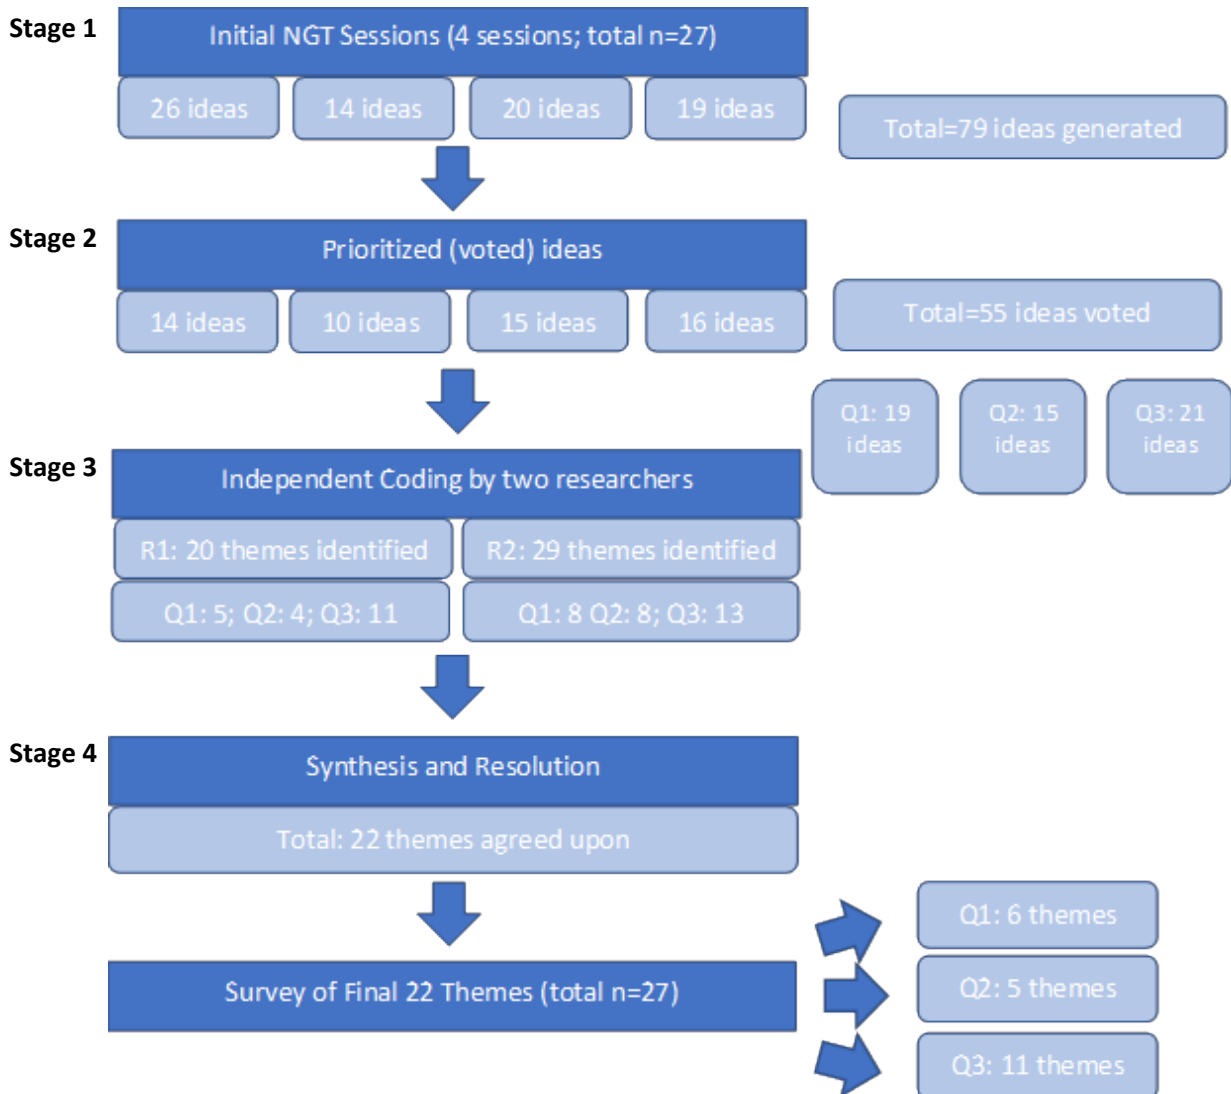 Stage 1
Initial NGT Sessions (4 sessions; total n=27)
26 ideas
14 ideas
20 ideas
19 ideas
Total=79 ideas generated
Stage 2
Prioritized (voted) ideas
14 ideas
10 ideas
15 ideas
16 ideas
Total=55 ideas voted
Q1: 19
ideas
Q2: 15
ideas
Q3: 21
ideas
Stage 3
Independent Coding by two researchers
R1: 20 themes identified
R2: 29 themes identified
Q1: 5; Q2: 4; Q3: 11
Q1: 8 Q2: 8; Q3: 13
Stage 4
Synthesis and Resolution
Total: 22 themes agreed upon
Survey of Final 22 Themes (total n=27)
Q1: 6 themes
Q2: 5 themes
Q3: 11 themes